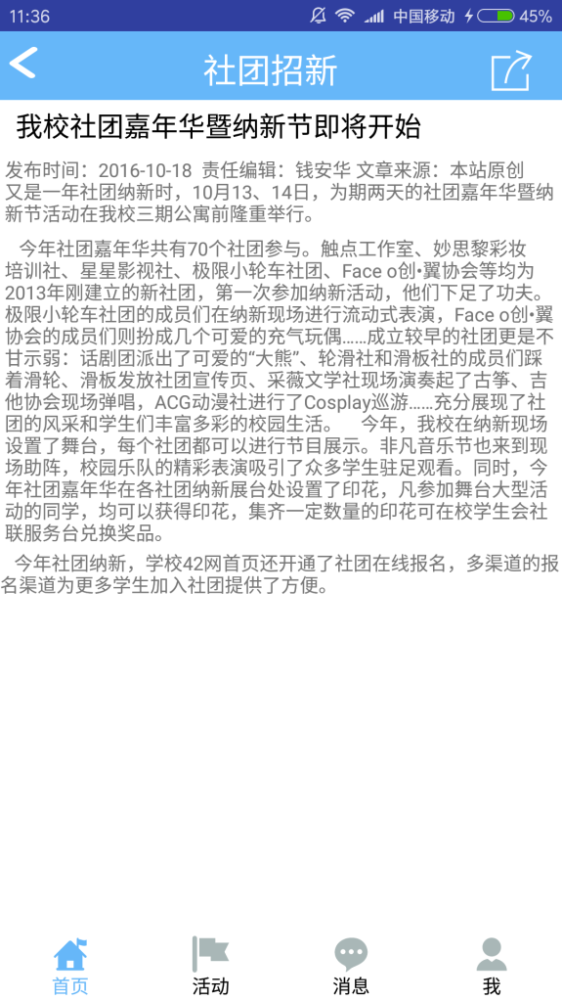 11:36 中国移动 45%
社团招新
我校社团嘉年华暨纳新节即将开始
发布时间：2016-10-18 责任编辑：钱安华 文章来源：本站原创
又是一年社团纳新时，10月13、14日，为期两天的社团嘉年华暨纳
新节活动在我校三期公寓前隆重举行。
今年社团嘉年华共有70个社团参与。触点工作室、妙思黎彩妆
培训社、星星影视社、极限小轮车社团、Face o创•翼协会等均为
2013年刚建立的新社团，第一次参加纳新活动，他们下足了功夫。
极限小轮车社团的成员们在纳新现场进行流动式表演，Face o创•翼
协会的成员们则扮成几个可爱的充气玩偶……成立较早的社团更是不
甘示弱：话剧团派出了可爱的“大熊”、轮滑社和滑板社的成员们踩
着滑轮、滑板发放社团宣传页、采薇文学社现场演奏起了古筝、吉
他协会现场弹唱，ACG动漫社进行了Cosplay巡游……充分展现了社
团的风采和学生们丰富多彩的校园生活。 今年，我校在纳新现场
设置了舞台，每个社团都可以进行节目展示。非凡音乐节也来到现
场助阵，校园乐队的精彩表演吸引了众多学生驻足观看。同时，今
年社团嘉年华在各社团纳新展台处设置了印花，凡参加舞台大型活
动的同学，均可以获得印花，集齐一定数量的印花可在校学生会社
联服务台兑换奖品。
今年社团纳新，学校42网首页还开通了社团在线报名，多渠道的报
名渠道为更多学生加入社团提供了方便。
首页 活动 消息 我